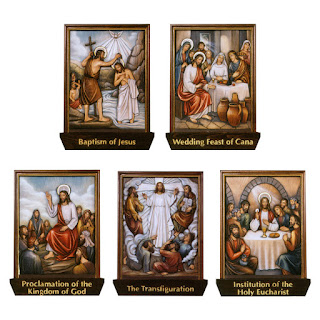 Baptism of Jesus
Wedding Feast of Cana
Proclamation of the
Kingdom of God
The Transfiguration
Institution of the
Holy Eucharist